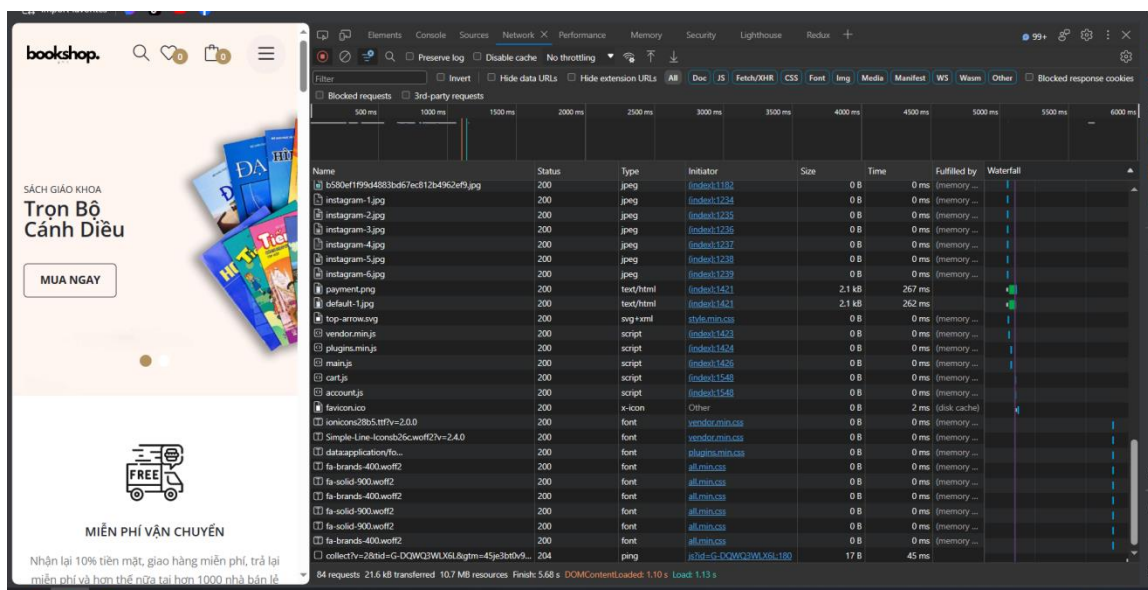 bookshop.
0
0
SÁCH GIÁO KHOA
Trọn Bộ
Cánh Diều
MUA NGAY
FREE
MIỄN PHÍ VẬN CHUYỂN
Nhận lại 10% tiền mặt, giao hàng miễn phí, trả lại
miễn phí và hơn thế nữa tại hơn 1000 nhà bán lẻ
Elements Console Sources Network Performance Memory Security Lighthouse Redux 99+
Preserve log Disable cache No throttling
Filter Invert Hide data URLs Hide extension URLs All Doc JS Fetch/XHR CSS Font Img Media Manifest WS Wasm Other Blocked response cookies
Blocked requests 3rd-party requests
500 ms 1000 ms 1500 ms 2000 ms 2500 ms 3000 ms 3500 ms 4000 ms 4500 ms 5000 ms 5500 ms 6000 ms
Name Status Type Initiator Size Time Fulfilled by Waterfall
b580ef1f99d4883bd67ec812b4962ef9.jpg 200 jpeg (index):1182 0 B 0 ms (memory ...
instagram-1.jpg 200 jpeg (index):1234 0 B 0 ms (memory ...
instagram-2.jpg 200 jpeg (index):1235 0 B 0 ms (memory ...
instagram-3.jpg 200 jpeg (index):1236 0 B 0 ms (memory ...
instagram-4.jpg 200 jpeg (index):1237 0 B 0 ms (memory ...
instagram-5.jpg 200 jpeg (index):1238 0 B 0 ms (memory ...
instagram-6.jpg 200 jpeg (index):1239 0 B 0 ms (memory ...
payment.png 200 text/html (index):1421 2.1 kB 267 ms
default-1.jpg 200 text/html (index):1421 2.1 kB 262 ms
top-arrow.svg 200 svg+xml style.min.css 0 B 0 ms (memory ...
vendor.min.js 200 script (index):1423 0 B 0 ms (memory ...
plugins.min.js 200 script (index):1424 0 B 0 ms (memory ...
main.js 200 script (index):1426 0 B 0 ms (memory ...
cart.js 200 script (index):1548 0 B 0 ms (memory ...
account.js 200 script (index):1548 0 B 0 ms (memory ...
favicon.ico 200 x-icon Other 0 B 2 ms (disk cache)
ionicons28b5.ttf?v=2.0.0 200 font vendor.min.css 0 B 0 ms (memory ...
Simple-Line-Iconsb26c.woff2?v=2.4.0 200 font vendor.min.css 0 B 0 ms (memory ...
data:application/fo... 200 font plugins.min.css 0 B 0 ms (memory ...
fa-brands-400.woff2 200 font all.min.css 0 B 0 ms (memory ...
fa-solid-900.woff2 200 font all.min.css 0 B 0 ms (memory ...
fa-brands-400.woff2 200 font all.min.css 0 B 0 ms (memory ...
fa-solid-900.woff2 200 font all.min.css 0 B 0 ms (memory ...
fa-solid-900.woff2 200 font all.min.css 0 B 0 ms (memory ...
fa-brands-400.woff2 200 font all.min.css 0 B 0 ms (memory ...
collect?v=2&tid=G-DQWQ3WLX6L&gtm=45je3bt0v9... 204 ping js?id=G-DQWQ3WLX6L:180 17 B 45 ms
84 requests 21.6 kB transferred 10.7 MB resources Finish: 5.68 s DOMContentLoaded: 1.10 s Load: 1.13 s